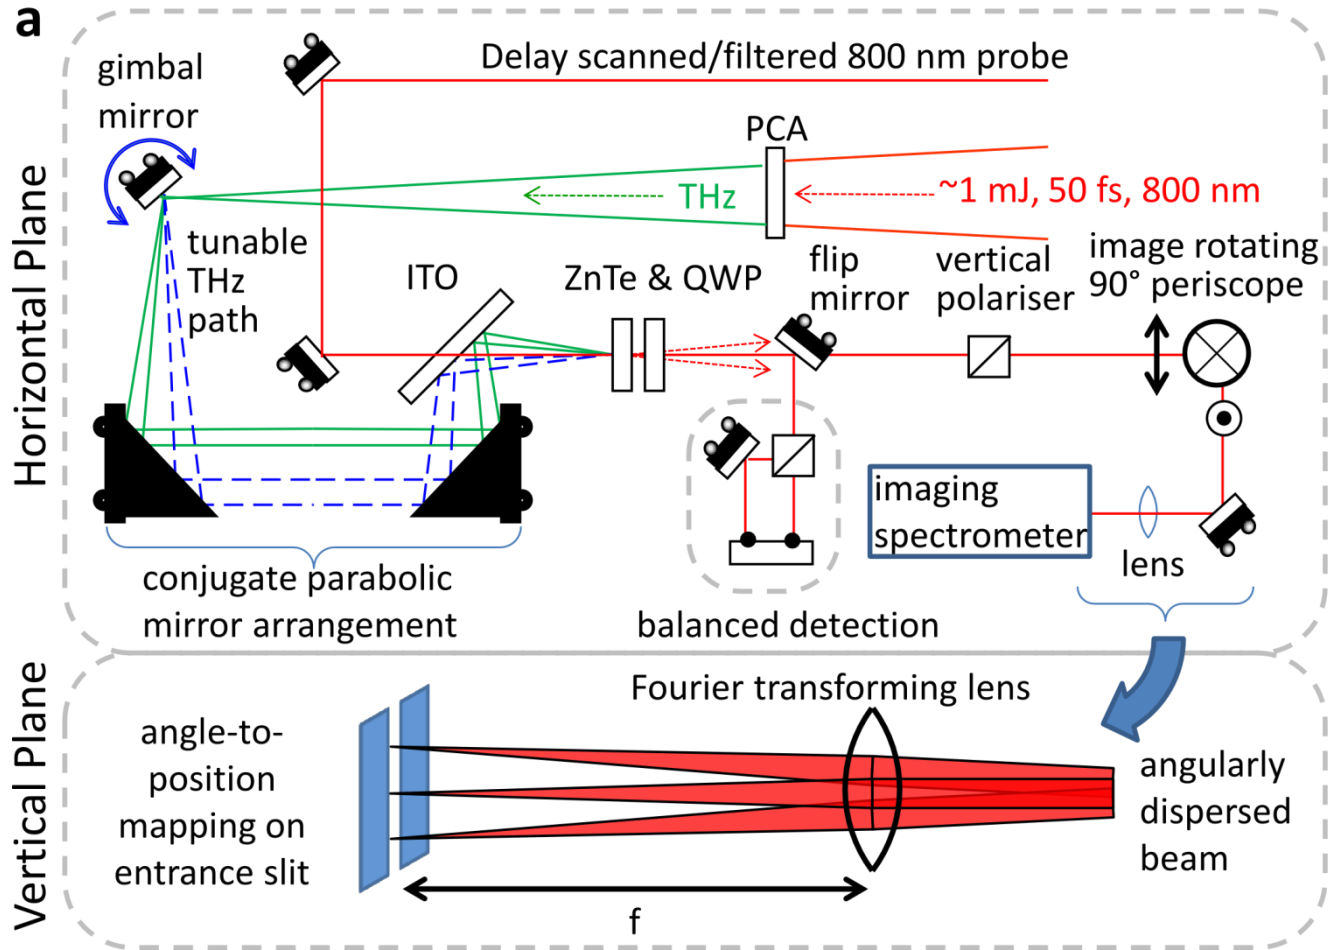 a
Horizontal Plane
gimbal
mirror
Delay scanned/filtered 800 nm probe
PCA
THz
~1 mJ, 50 fs, 800 nm
tunable
THz
path
ITO
ZnTe & QWP
flip
mirror
vertical
polariser
image rotating
90° periscope
imaging
spectrometer
lens
conjugate parabolic
mirror arrangement
balanced detection
Vertical Plane
Fourier transforming lens
angle-to-
position
mapping on
entrance slit
angularly
dispersed
beam
f